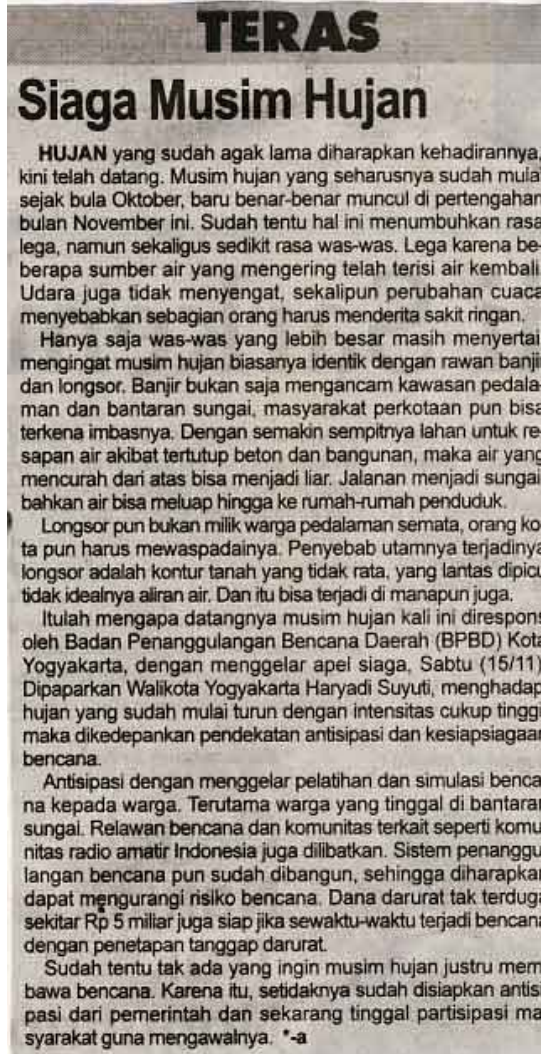 TERAS
Siaga Musim Hujan
HUJAN yang sudah agak lama diharapkan kehadirannya,
kini telah datang. Musim hujan yang seharusnya sudah mulai
sejak bula Oktober, baru benar-benar muncul di pertengahan
bulan November ini. Sudah tentu hal ini menumbuhkan rasa
lega, namun sekaligus sedikit rasa was-was. Lega karena be-
berapa sumber air yang mengering telah terisi air kembali.
Udara juga tidak menyengat, sekalipun perubahan cuaca
menyebabkan sebagian orang harus menderita sakit ringan.
Hanya saja was-was yang lebih besar masih menyertai,
mengingat musim hujan biasanya identik dengan rawan banjir
dan longsor. Banjir bukan saja mengancam kawasan pedala-
man dan bantaran sungai, masyarakat perkotaan pun bisa
terkena imbasnya. Dengan semakin sempitnya lahan untuk re-
sapan air akibat tertutup beton dan bangunan, maka air yang
mencurah dari atas bisa menjadi liar. Jalanan menjadi sungai,
bahkan air bisa meluap hingga ke rumah-rumah penduduk.
Longsor pun bukan milik warga pedalaman semata, orang ko-
ta pun harus mewaspadainya. Penyebab utamnya terjadinya
longsor adalah kontur tanah yang tidak rata, yang lantas dipicu
tidak idealnya aliran air. Dan itu bisa terjadi di manapun juga.
Itulah mengapa datangnya musim hujan kali ini direspons
oleh Badan Penanggulangan Bencana Daerah (BPBD) Kota
Yogyakarta, dengan menggelar apel siaga, Sabtu (15/11).
Dipaparkan Walikota Yogyakarta Haryadi Suyuti, menghadapi
hujan yang sudah mulai turun dengan intensitas cukup tinggi,
maka dikedepankan pendekatan antisipasi dan kesiapsiagaan
bencana.
Antisipasi dengan menggelar pelatihan dan simulasi benca-
na kepada warga. Terutama warga yang tinggal di bantaran
sungai. Relawan bencana dan komunitas terkait seperti komu-
nitas radio amatir Indonesia juga dilibatkan. Sistem penanggu-
langan bencana pun sudah dibangun, sehingga diharapkan
dapat mengurangi risiko bencana. Dana darurat tak terduga
sekitar Rp 5 miliar juga siap jika sewaktu-waktu terjadi bencana
dengan penetapan tanggap darurat.
Sudah tentu tak ada yang ingin musim hujan justru mem-
bawa bencana. Karena itu, setidaknya sudah disiapkan antisi-
pasi dari pemerintah dan sekarang tinggal partisipasi ma-
syarakat guna mengawalnya. *-a